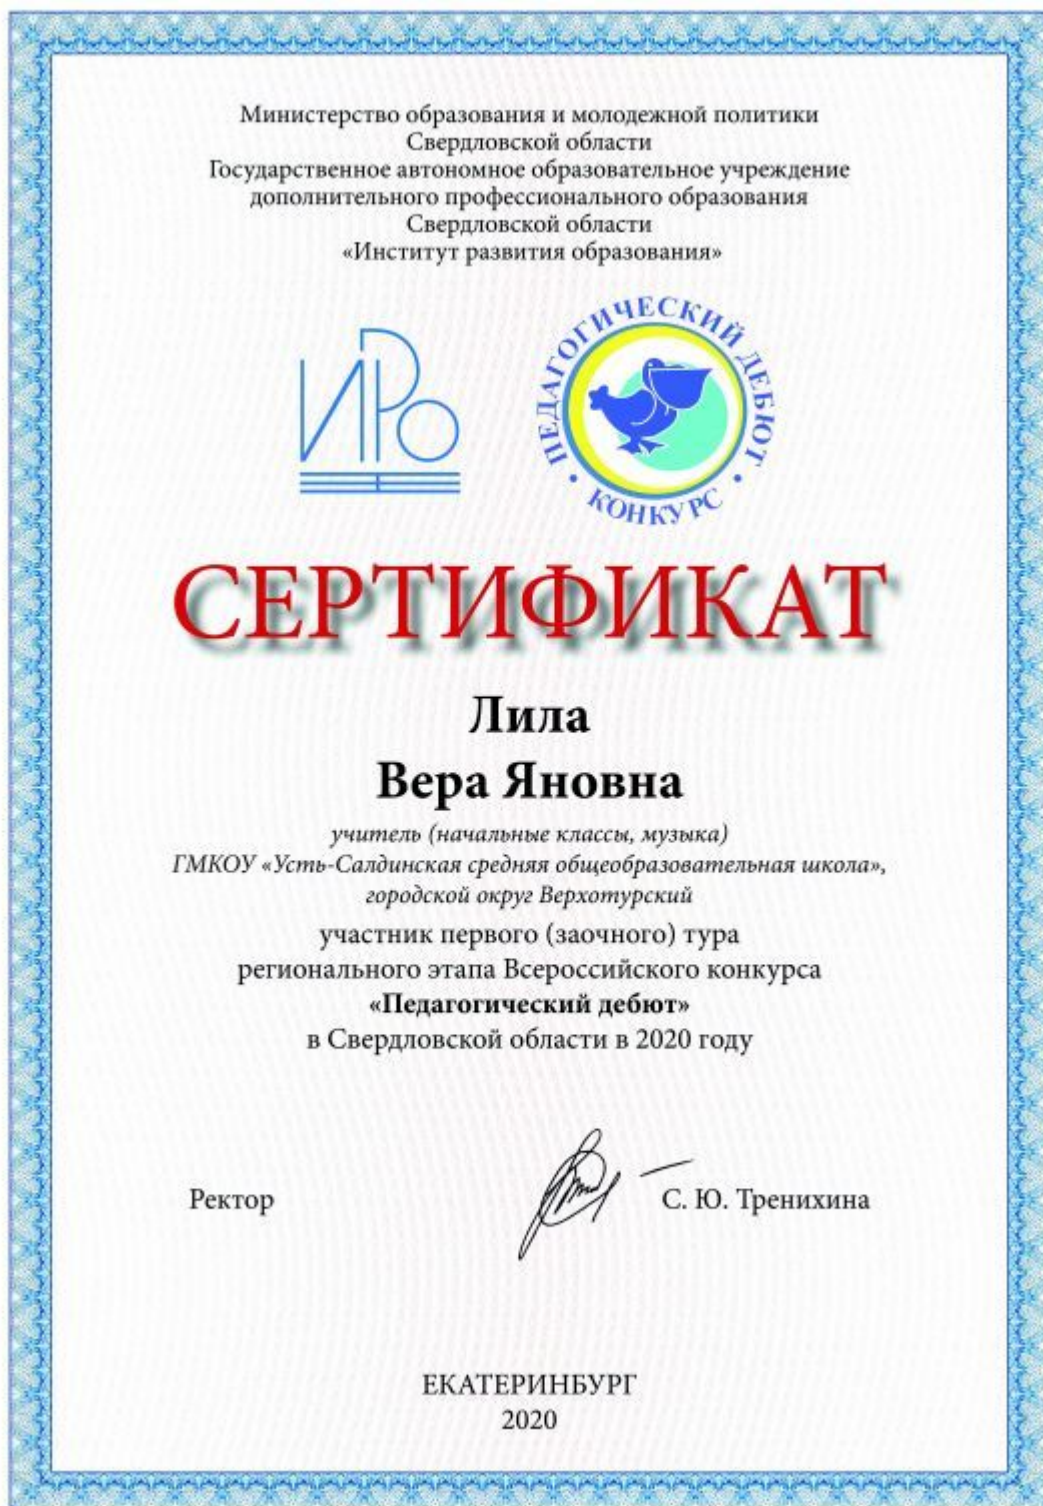 Министерство образования и молодежной политики
Свердловской области
Государственное автономное образовательное учреждение
дополнительного профессионального образования
Свердловской области
«Институт развития образования»
ИРО
ПЕДАГОГИЧЕСКИЙ ДЕБЮТ
• КОНКУРС •
СЕРТИФИКАТ
Лила
Вера Яновна
учитель (начальные классы, музыка)
ГМКОУ «Усть-Салдинская средняя общеобразовательная школа»,
городской округ Верхотурский
участник первого (заочного) тура
регионального этапа Всероссийского конкурса
«Педагогический дебют»
в Свердловской области в 2020 году
Ректор
С. Ю. Тренихина
ЕКАТЕРИНБУРГ
2020